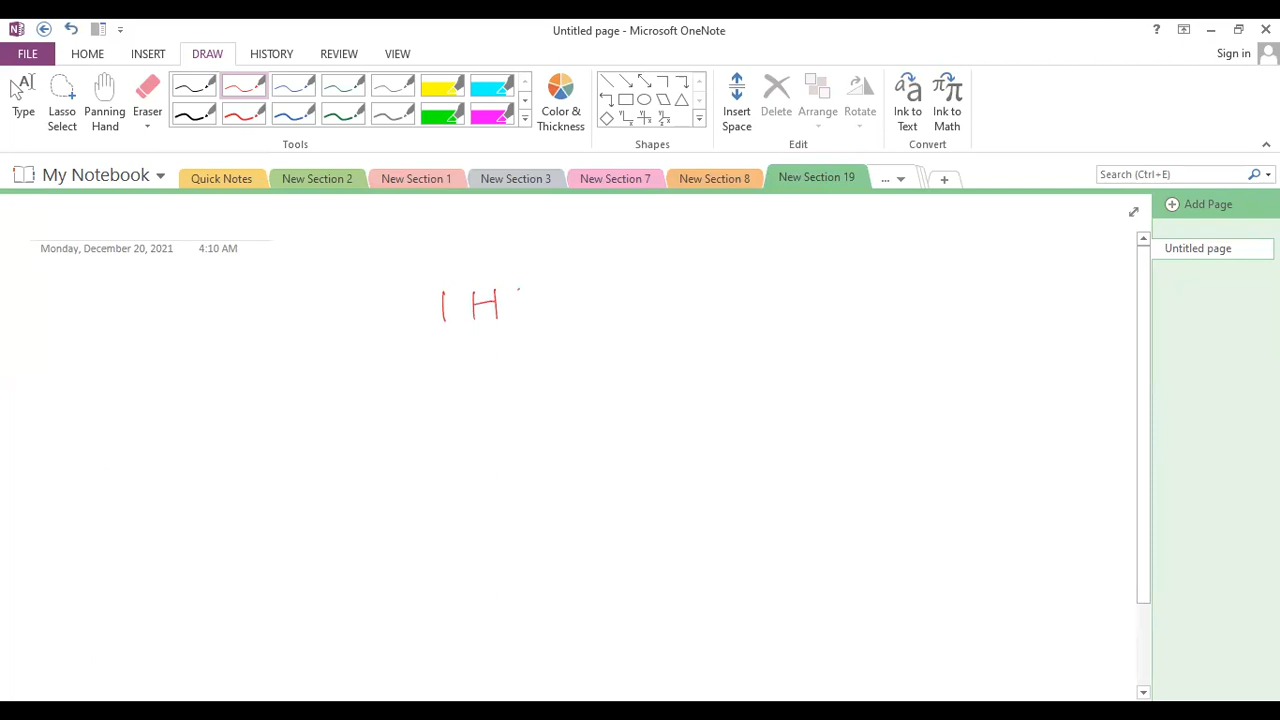 Untitled page - Microsoft OneNote
?
FILE HOME INSERT DRAW HISTORY REVIEW VIEW
Sign in
Type
Lasso Select
Panning Hand
Eraser
Color & Thickness
Insert Space
Delete
Arrange
Rotate
Ink to Text
Ink to Math
Tools
Shapes
Edit
Convert
My Notebook
Quick Notes
New Section 2
New Section 1
New Section 3
New Section 7
New Section 8
New Section 19
...
Search (Ctrl+E)
Add Page
Untitled page
Monday, December 20, 2021 4:10 AM
1 H